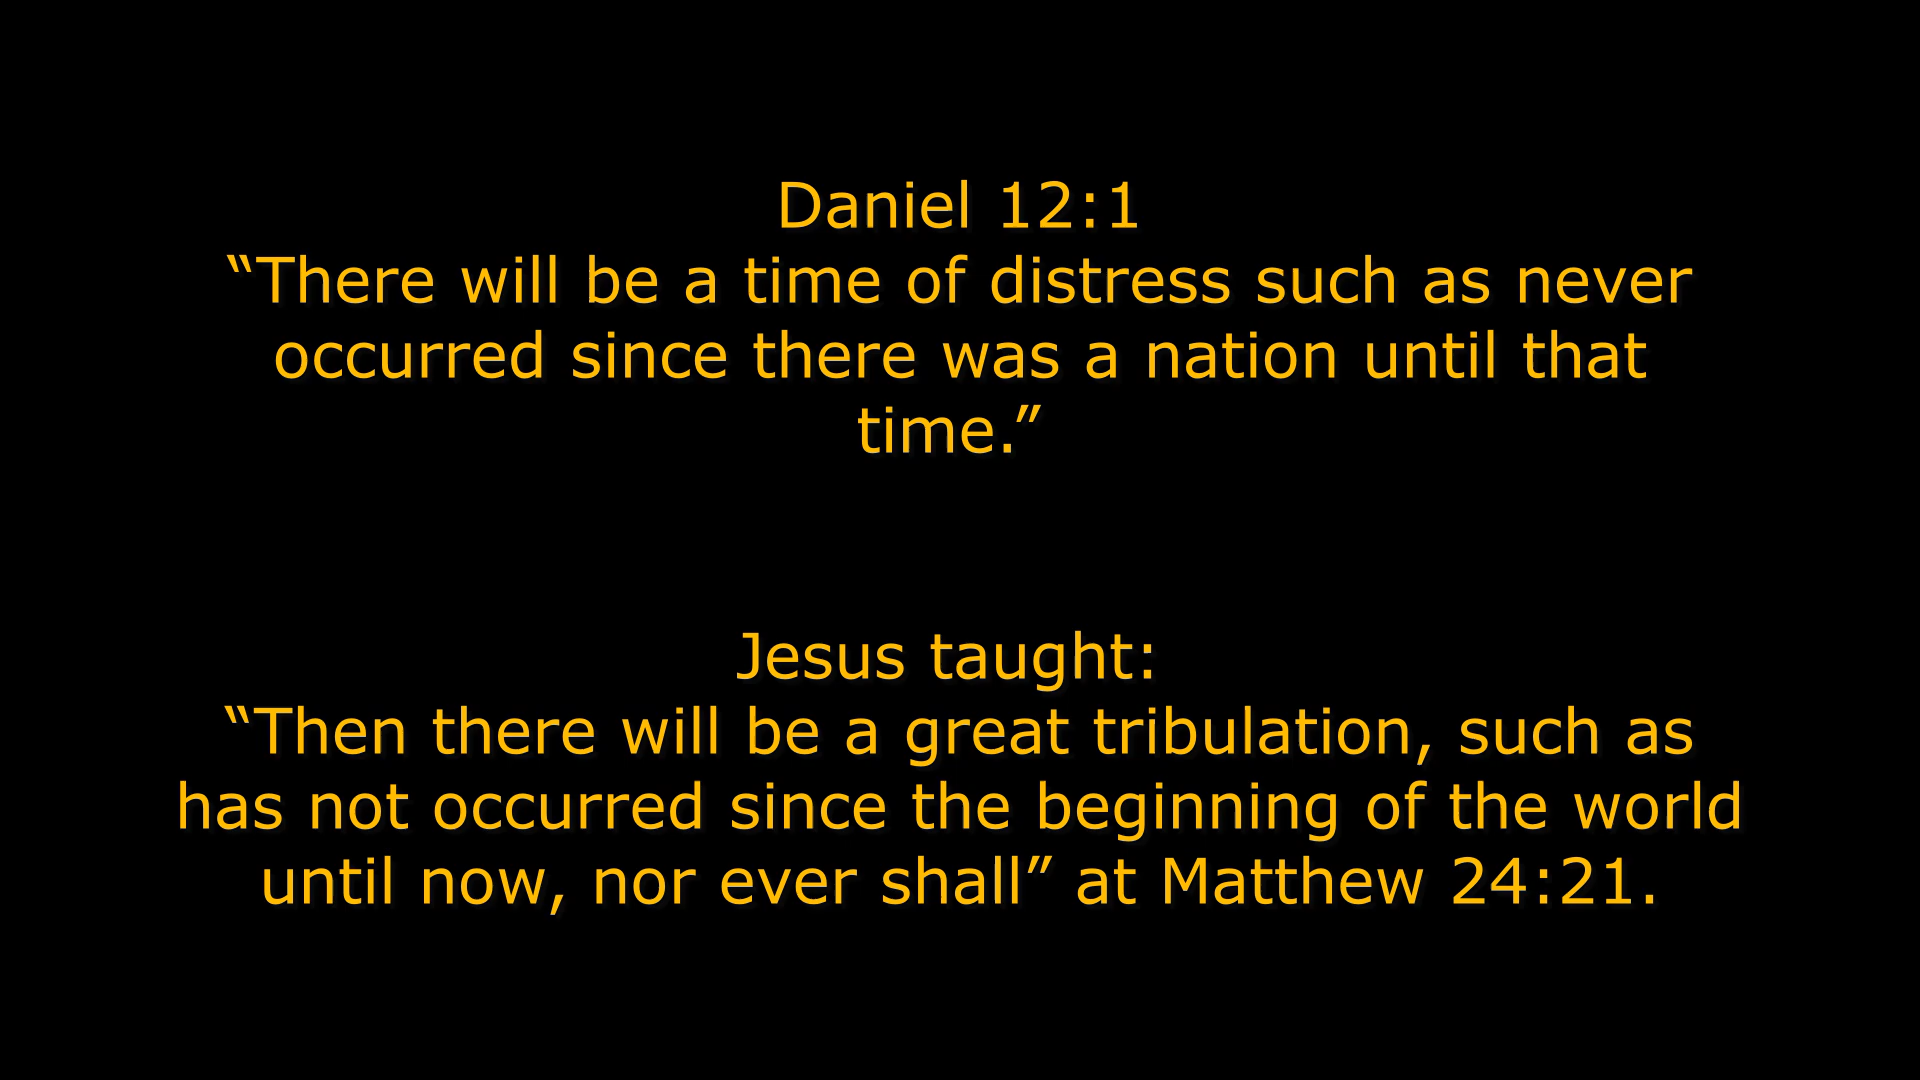 Daniel 12:1
“There will be a time of distress such as never
occurred since there was a nation until that
time.”
Jesus taught:
“Then there will be a great tribulation, such as
has not occurred since the beginning of the world
until now, nor ever shall” at Matthew 24:21.